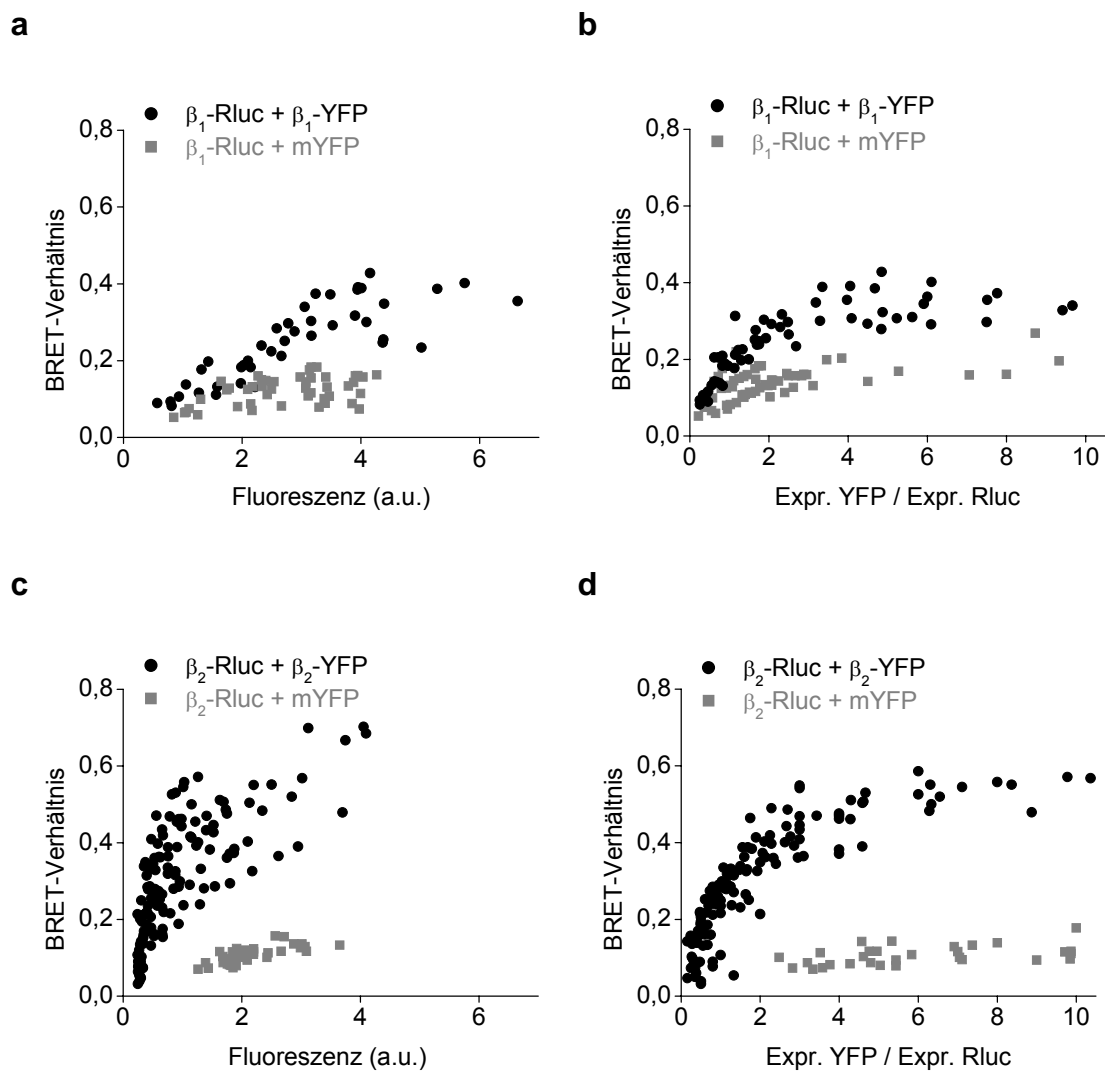 a
β1-Rluc + β1-YFP
β1-Rluc + mYFP
0,8
0,6
0,4
0,2
0,0
BRET-Verhältnis
0 2 4 6
Fluoreszenz (a.u.)
b
β1-Rluc + β1-YFP
β1-Rluc + mYFP
0,8
0,6
0,4
0,2
0,0
BRET-Verhältnis
0 2 4 6 8 10
Expr. YFP / Expr. Rluc
c
β2-Rluc + β2-YFP
β2-Rluc + mYFP
0,8
0,6
0,4
0,2
0,0
BRET-Verhältnis
0 2 4 6
Fluoreszenz (a.u.)
d
β2-Rluc + β2-YFP
β2-Rluc + mYFP
0,8
0,6
0,4
0,2
0,0
BRET-Verhältnis
0 2 4 6 8 10
Expr. YFP / Expr. Rluc